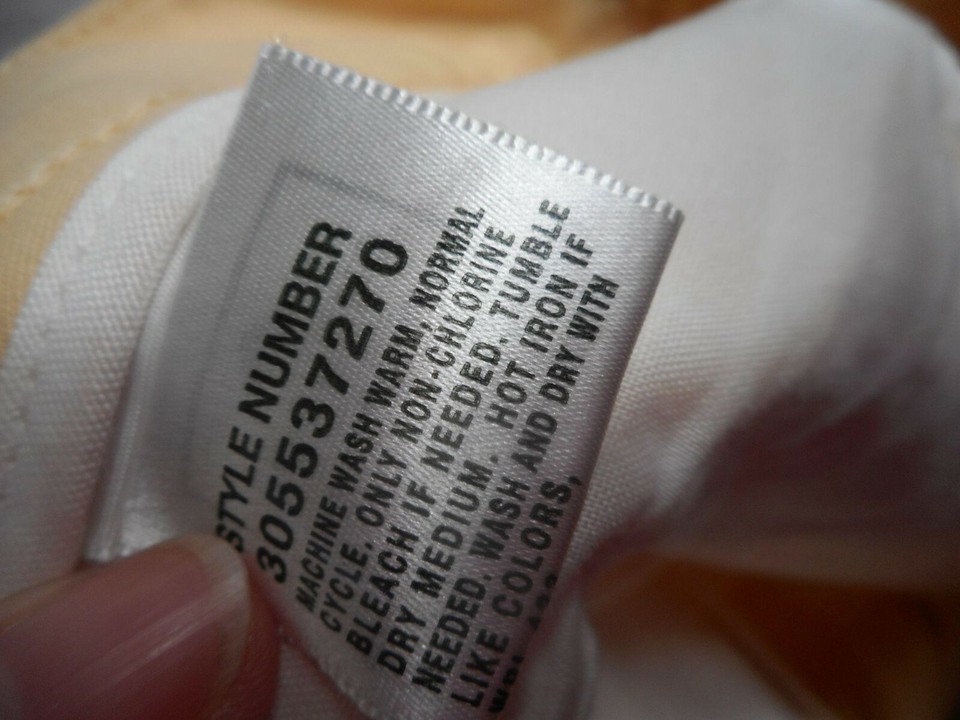 STYLE NUMBER
305537270
MACHINE WASH WARM, NORMAL
CYCLE. ONLY NON-CHLORINE
BLEACH IF NEEDED. TUMBLE
DRY MEDIUM. HOT IRON IF
NEEDED. WASH AND DRY WITH
LIKE COLORS,